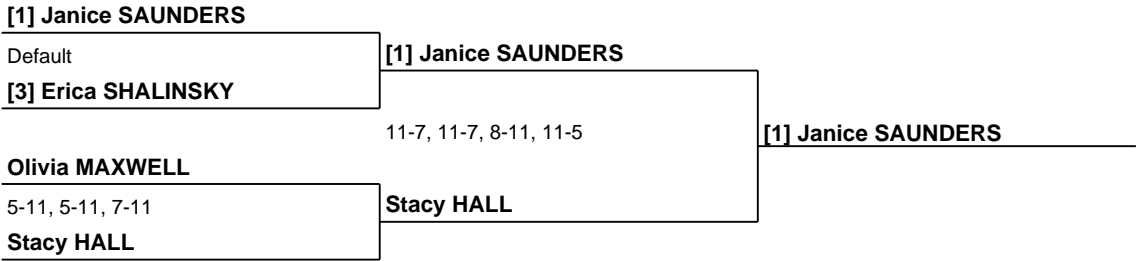 [1] Janice SAUNDERS
Default
[1] Janice SAUNDERS
[3] Erica SHALINSKY
11-7, 11-7, 8-11, 11-5
[1] Janice SAUNDERS
Olivia MAXWELL
5-11, 5-11, 7-11
Stacy HALL
Stacy HALL